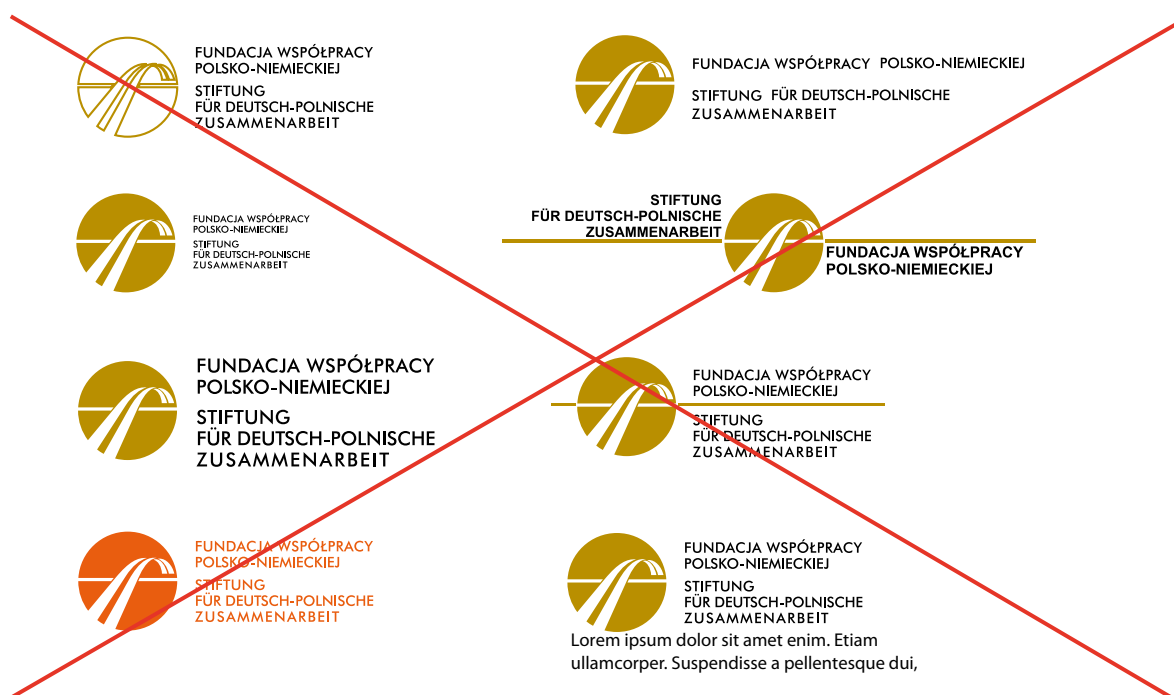 FUNDACJA WSPÓŁPRACY
POLSKO-NIEMIECKIEJ
STIFTUNG
FÜR DEUTSCH-POLNISCHE
ZUSAMMENARBEIT
FUNDACJA WSPÓŁPRACY POLSKO-NIEMIECKIEJ
STIFTUNG FÜR DEUTSCH-POLNISCHE
ZUSAMMENARBEIT
FUNDACJA WSPÓŁPRACY
POLSKO-NIEMIECKIEJ
STIFTUNG
FÜR DEUTSCH-POLNISCHE
ZUSAMMENARBEIT
STIFTUNG
FÜR DEUTSCH-POLNISCHE
ZUSAMMENARBEIT
FUNDACJA WSPÓŁPRACY
POLSKO-NIEMIECKIEJ
FUNDACJA WSPÓŁPRACY
POLSKO-NIEMIECKIEJ
STIFTUNG
FÜR DEUTSCH-POLNISCHE
ZUSAMMENARBEIT
FUNDACJA WSPÓŁPRACY
POLSKO-NIEMIECKIEJ
STIFTUNG
FÜR DEUTSCH-POLNISCHE
ZUSAMMENARBEIT
FUNDACJA WSPÓŁPRACY
POLSKO-NIEMIECKIEJ
STIFTUNG
FÜR DEUTSCH-POLNISCHE
ZUSAMMENARBEIT
FUNDACJA WSPÓŁPRACY
POLSKO-NIEMIECKIEJ
STIFTUNG
FÜR DEUTSCH-POLNISCHE
ZUSAMMENARBEIT
Lorem ipsum dolor sit amet enim. Etiam
ullamcorper. Suspendisse a pellentesque dui,